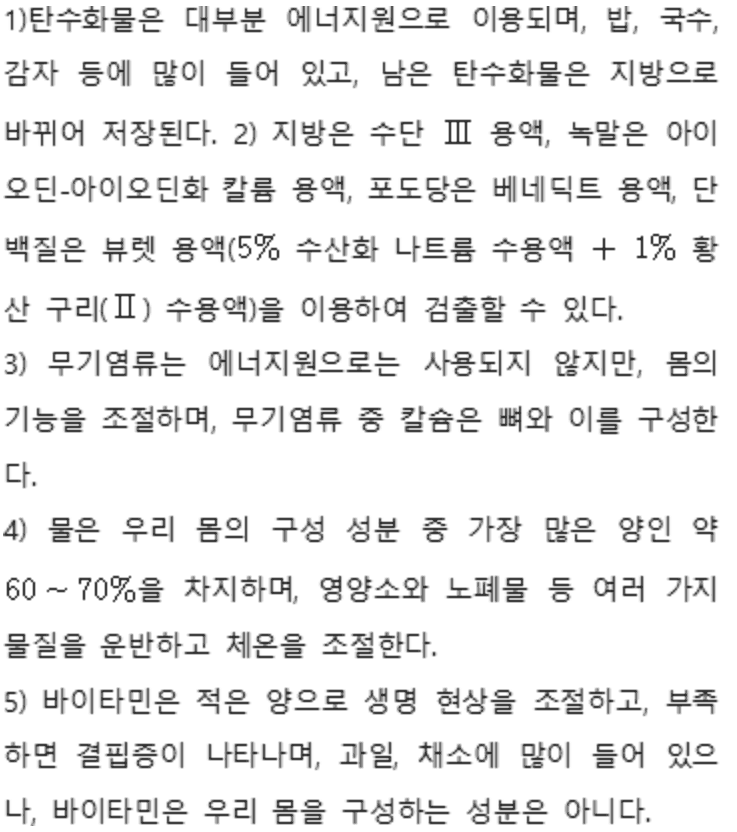 1)탄수화물은 대부분 에너지원으로 이용되며, 밥, 국수,
감자 등에 많이 들어 있고, 남은 탄수화물은 지방으로
바뀌어 저장된다. 2) 지방은 수단 Ⅲ 용액, 녹말은 아이
오딘-아이오딘화 칼륨 용액, 포도당은 베네딕트 용액, 단
백질은 뷰렛 용액(5% 수산화 나트륨 수용액 + 1% 황
산 구리(Ⅱ) 수용액)을 이용하여 검출할 수 있다.
3) 무기염류는 에너지원으로는 사용되지 않지만, 몸의
기능을 조절하며, 무기염류 중 칼슘은 뼈와 이를 구성한
다.
4) 물은 우리 몸의 구성 성분 중 가장 많은 양인 약
60 ~ 70%을 차지하며, 영양소와 노폐물 등 여러 가지
물질을 운반하고 체온을 조절한다.
5) 바이타민은 적은 양으로 생명 현상을 조절하고, 부족
하면 결핍증이 나타나며, 과일, 채소에 많이 들어 있으
나, 바이타민은 우리 몸을 구성하는 성분은 아니다.